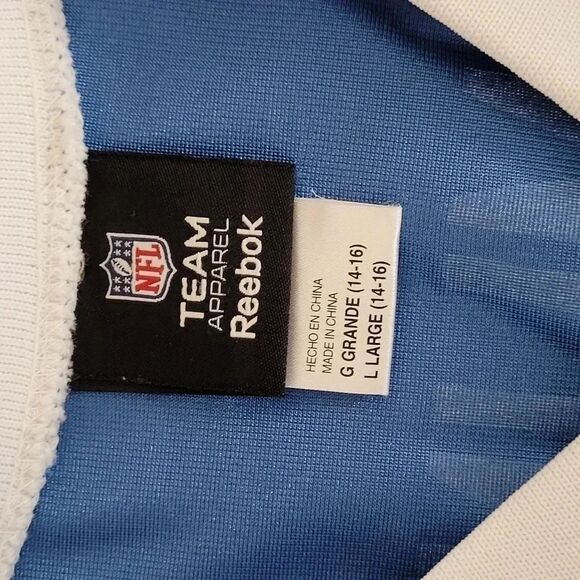 NFL
TEAM
APPAREL
Reebok
HECHO EN CHINA
MADE IN CHINA
G GRANDE (14-16)
L LARGE (14-16)